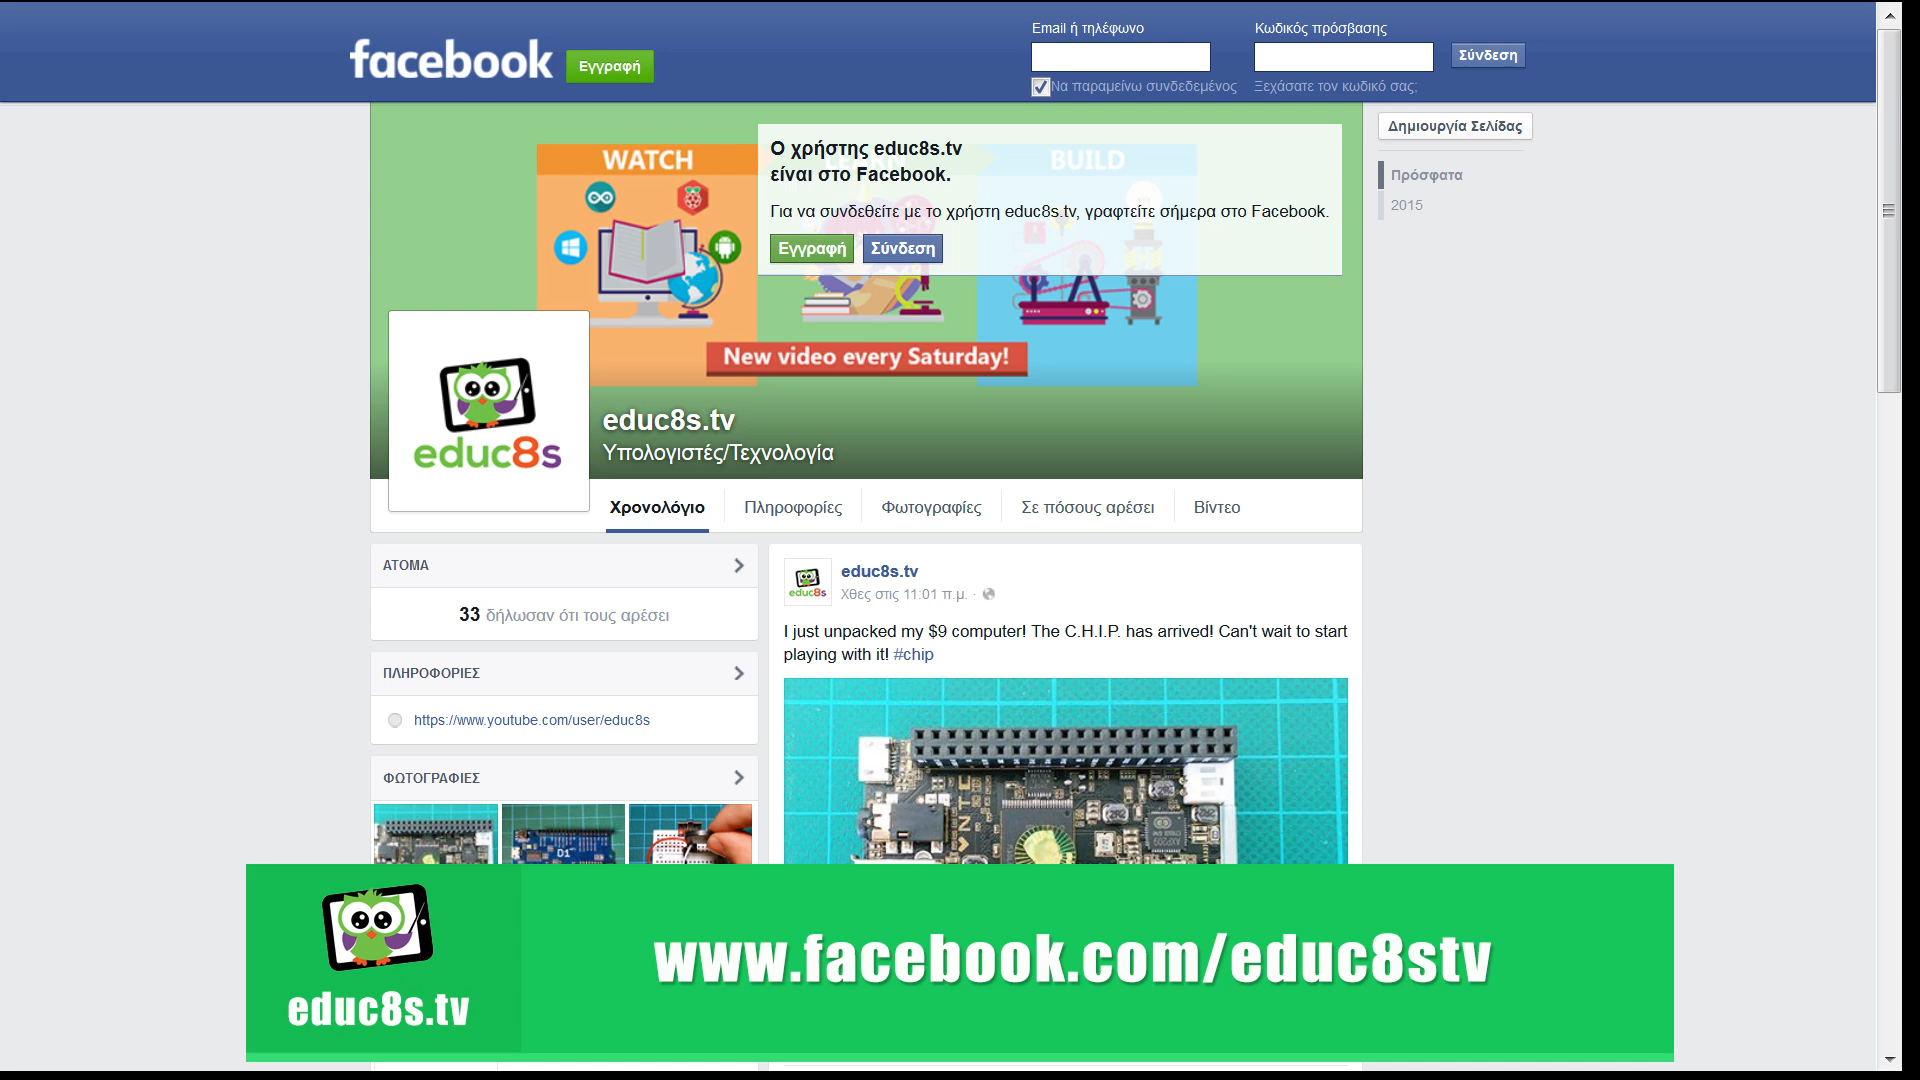 facebook
Εγγραφή
Email ή τηλέφωνο
Κωδικός πρόσβασης
Σύνδεση
Να παραμείνω συνδεδεμένος
Ξεχάσατε τον κωδικό σας;
Δημιουργία Σελίδας
Πρόσφατα
2015
WATCH
LEARN
BUILD
Ο χρήστης educ8s.tv
είναι στο Facebook.
Για να συνδεθείτε με το χρήστη educ8s.tv, γραφτείτε σήμερα στο Facebook.
Εγγραφή
Σύνδεση
New video every Saturday!
educ8s
educ8s.tv
Υπολογιστές/Τεχνολογία
Χρονολόγιο
Πληροφορίες
Φωτογραφίες
Σε πόσους αρέσει
Βίντεο
ΑΤΟΜΑ
33 δήλωσαν ότι τους αρέσει
ΠΛΗΡΟΦΟΡΙΕΣ
https://www.youtube.com/user/educ8s
ΦΩΤΟΓΡΑΦΙΕΣ
D1
educ8s
educ8s.tv
Χθες στις 11:01 π.μ. ·
I just unpacked my $9 computer! The C.H.I.P. has arrived! Can't wait to start
playing with it! #chip
educ8s.tv
www.facebook.com/educ8stv